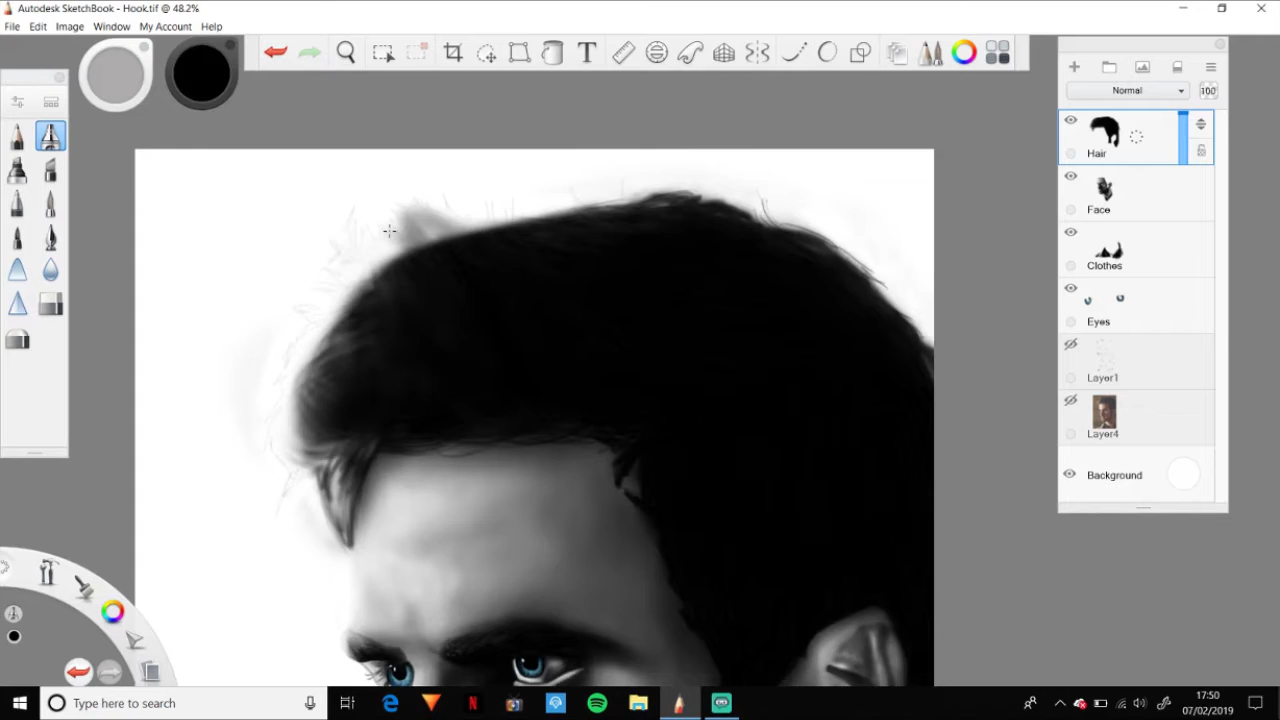 Autodesk SketchBook - Hook.tif @ 48.2%
File Edit Image Window My Account Help
T
Normal 100
Hair
Face
Clothes
Eyes
Layer1
Layer4
Background
Type here to search
N
17:50
07/02/2019